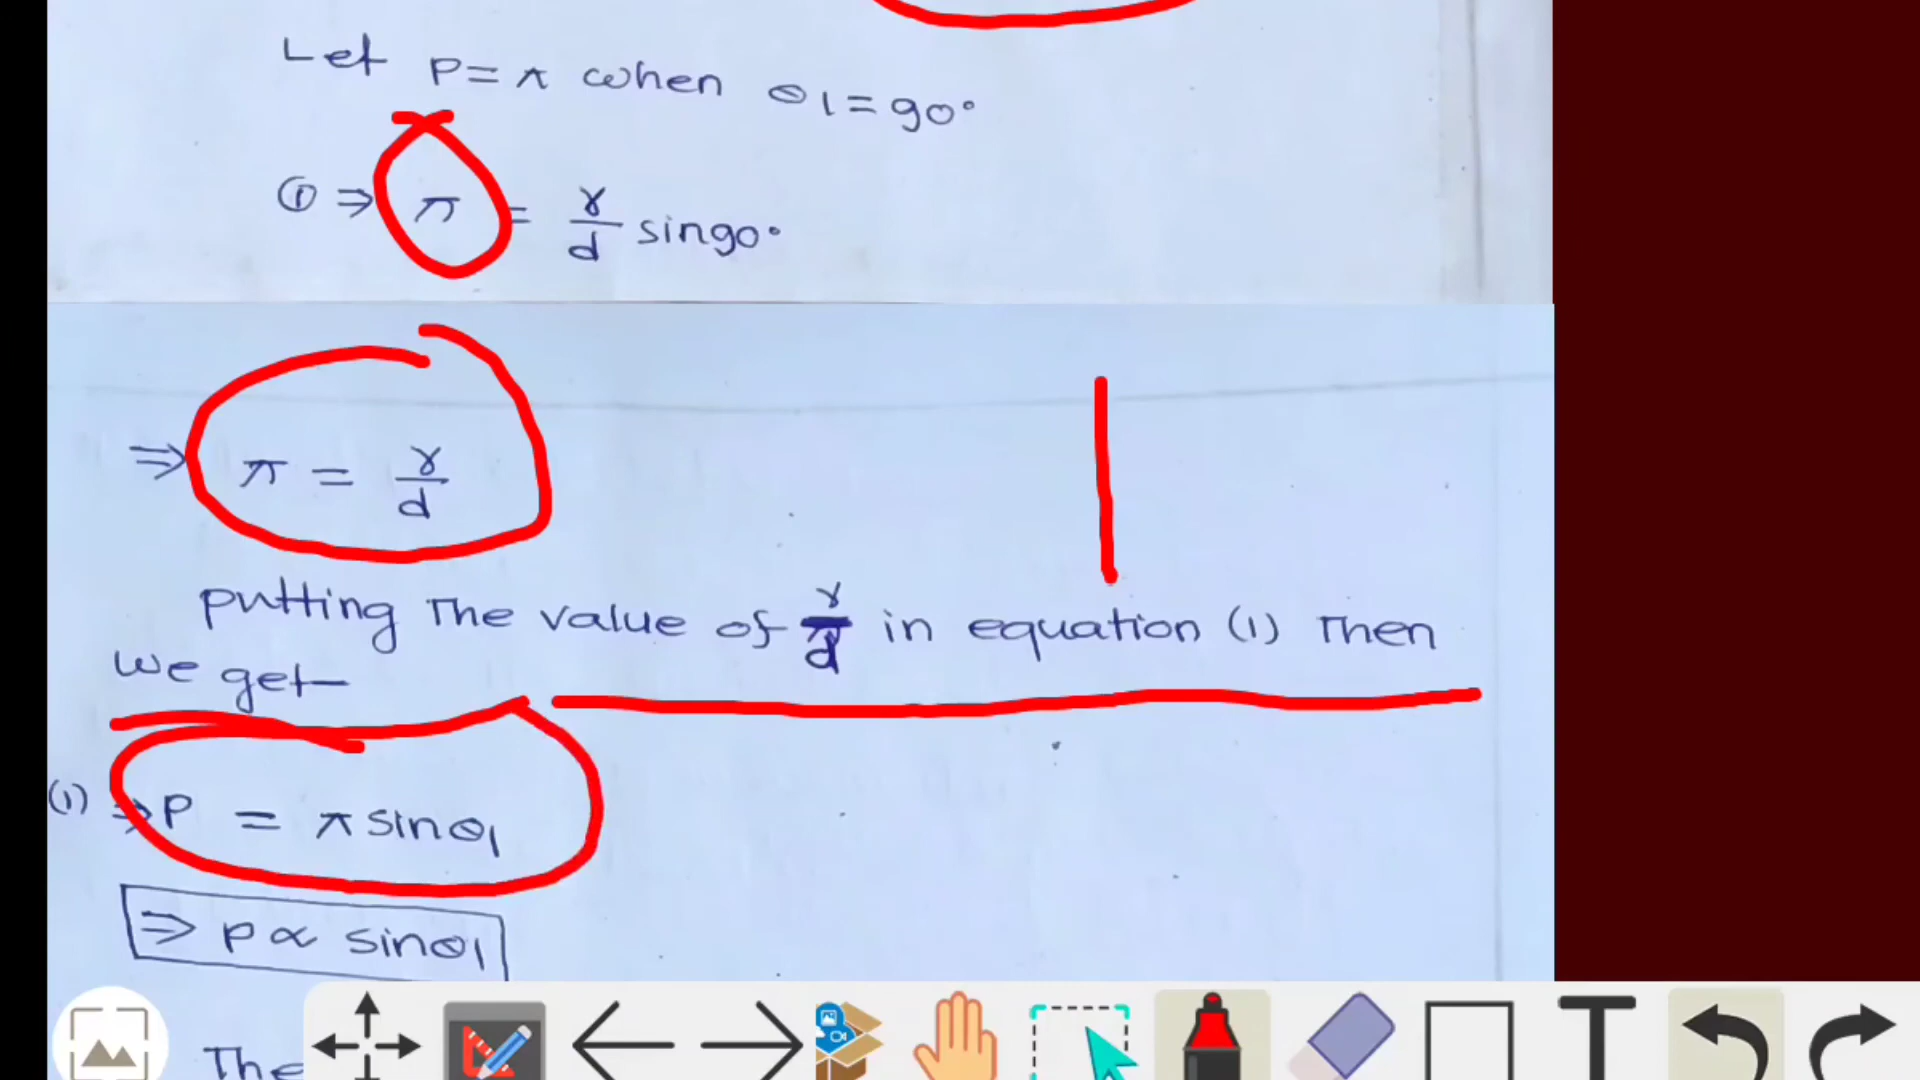 Let P = π when θ1 = 90°
① ⇒ π = γ/d sin90°
⇒ π = γ/d
putting The value of γ/d in equation (1) Then
we get
(1) ⇒ P = π sinθ1
⇒ p ∝ sinθ1
The
T